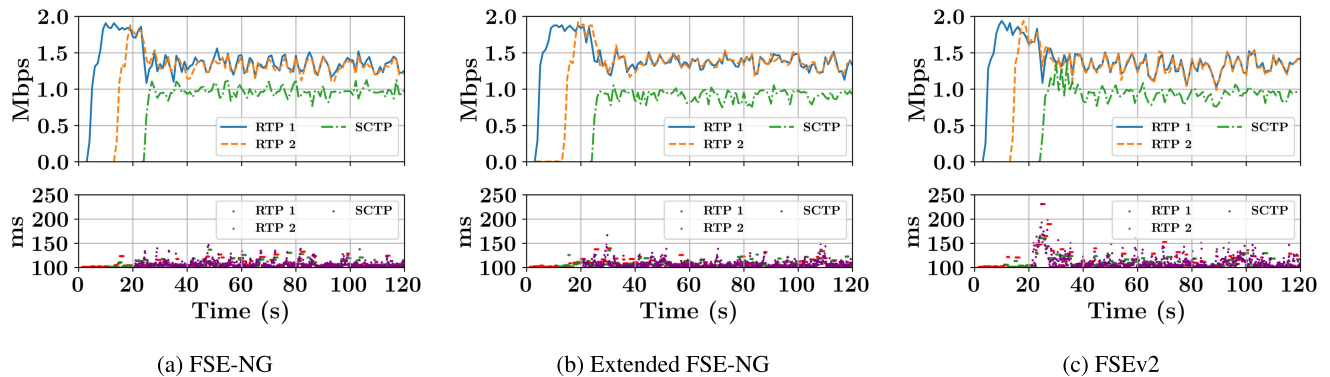 2.0
1.5
1.0
0.5
0.0
Mbps
RTP 1
RTP 2
SCTP
250
200
150
100
ms
RTP 1
RTP 2
SCTP
0 20 40 60 80 100 120
Time (s)
(a) FSE-NG
2.0
1.5
1.0
0.5
0.0
Mbps
RTP 1
RTP 2
SCTP
250
200
150
100
ms
RTP 1
RTP 2
SCTP
0 20 40 60 80 100 120
Time (s)
(b) Extended FSE-NG
2.0
1.5
1.0
0.5
0.0
Mbps
RTP 1
RTP 2
SCTP
250
200
150
100
ms
RTP 1
RTP 2
SCTP
0 20 40 60 80 100 120
Time (s)
(c) FSEv2